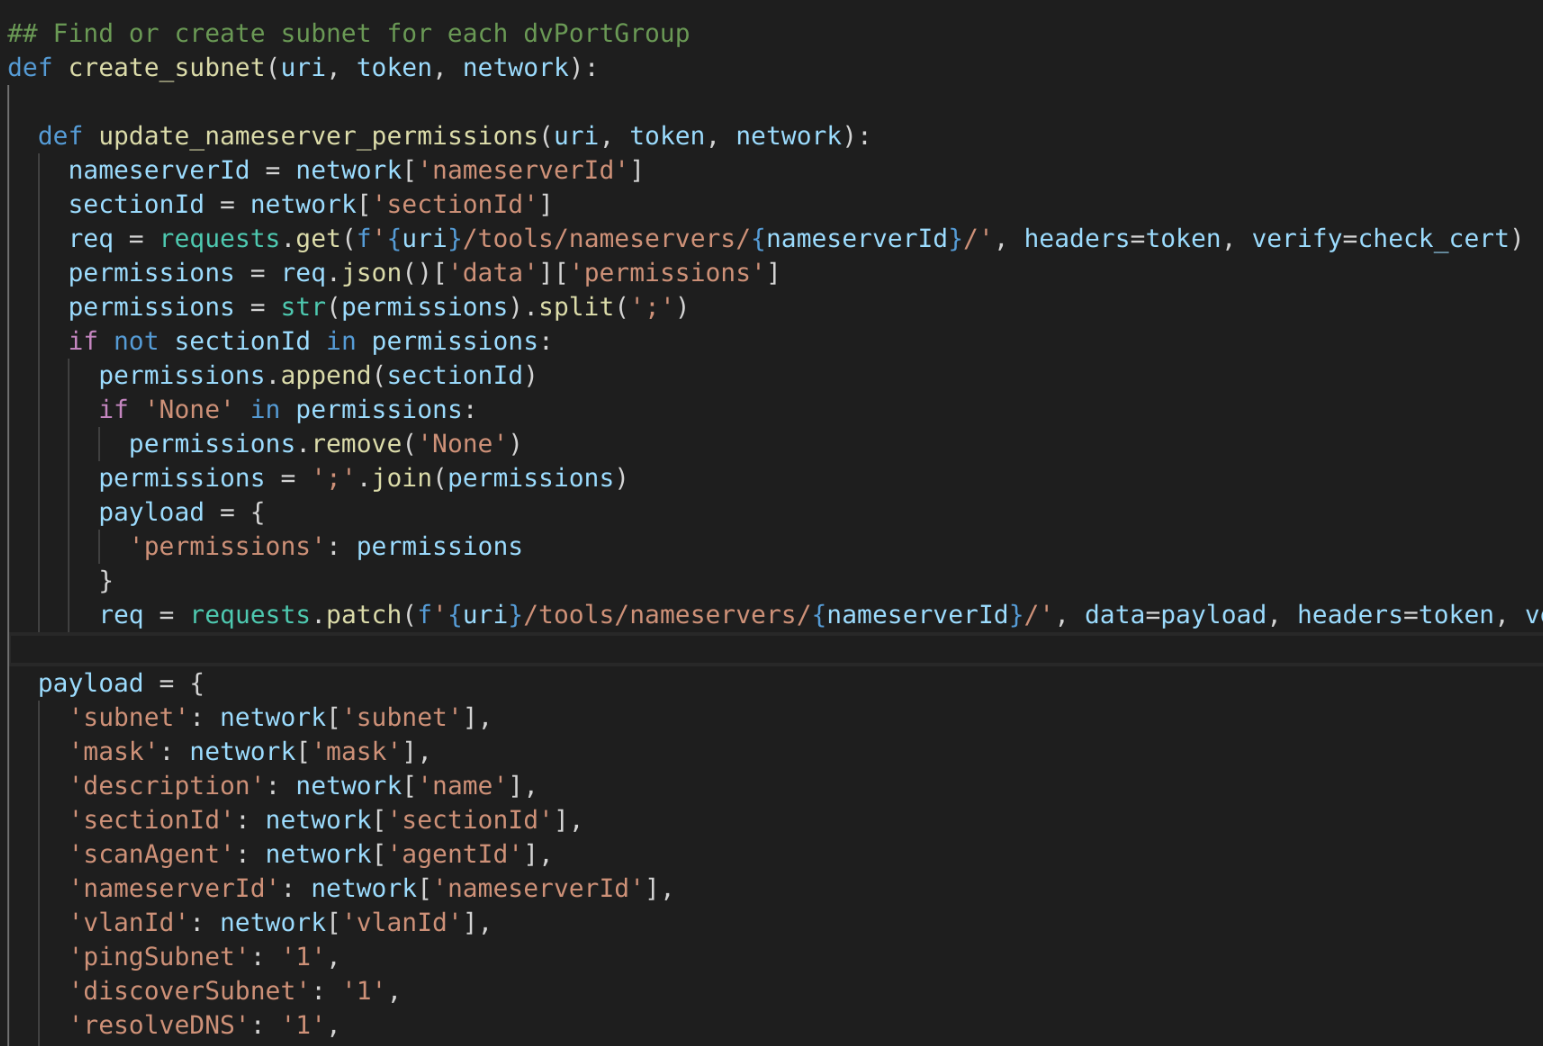 ## Find or create subnet for each dvPortGroup
def create_subnet(uri, token, network):
def update_nameserver_permissions(uri, token, network):
nameserverId = network['nameserverId']
sectionId = network['sectionId']
req = requests.get(f'{uri}/tools/nameservers/{nameserverId}/', headers=token, verify=check_cert)
permissions = req.json()['data']['permissions']
permissions = str(permissions).split(';')
if not sectionId in permissions:
permissions.append(sectionId)
if 'None' in permissions:
permissions.remove('None')
permissions = ';'.join(permissions)
payload = {
'permissions': permissions
}
req = requests.patch(f'{uri}/tools/nameservers/{nameserverId}/', data=payload, headers=token,
payload = {
'subnet': network['subnet'],
'mask': network['mask'],
'description': network['name'],
'sectionId': network['sectionId'],
'scanAgent': network['agentId'],
'nameserverId': network['nameserverId'],
'vlanId': network['vlanId'],
'pingSubnet': '1',
'discoverSubnet': '1',
'resolveDNS': '1',